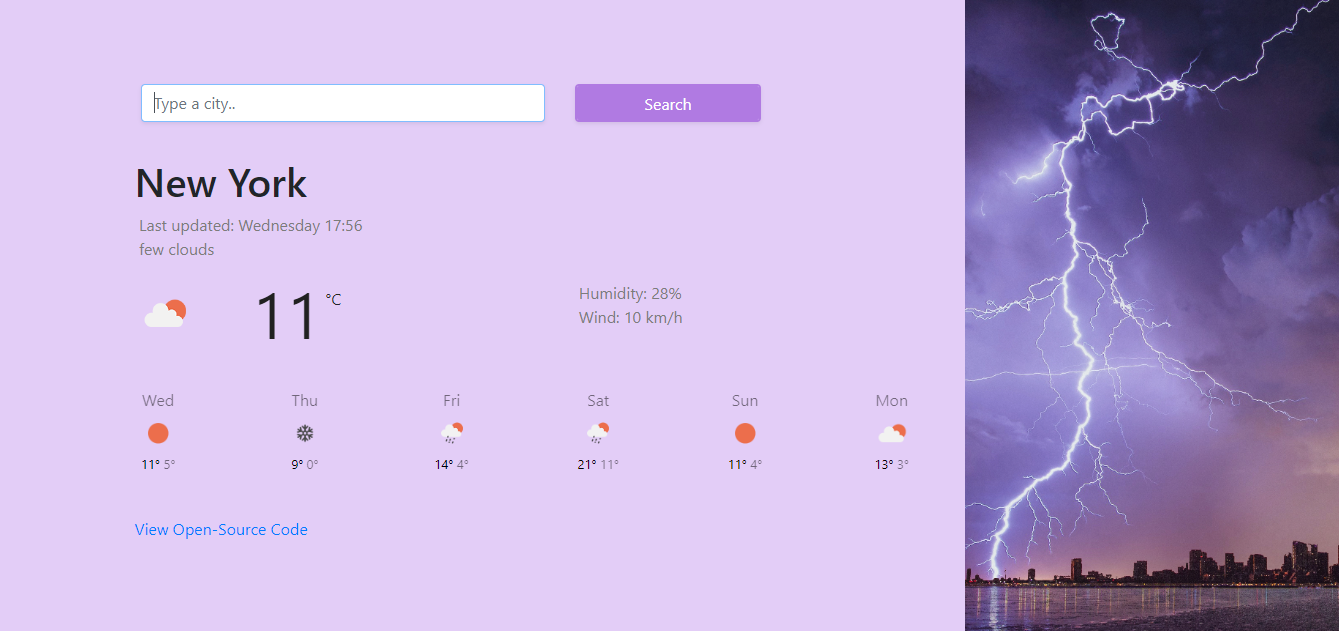 Type a city..
Search
New York
Last updated: Wednesday 17:56
few clouds
11 °C
Humidity: 28%
Wind: 10 km/h
Wed Thu Fri Sat Sun Mon
11° 5° 9° 0° 14° 4° 21° 11° 11° 4° 13° 3°
View Open-Source Code